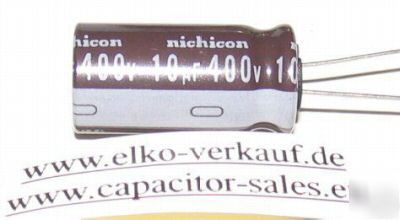 nichicon nichicon
400V 10µF 400V 10
www.elko-verkauf.de
www.capacitor-sales.e